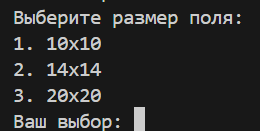 Выберите размер поля:
1. 10x10
2. 14x14
3. 20x20
Ваш выбор: